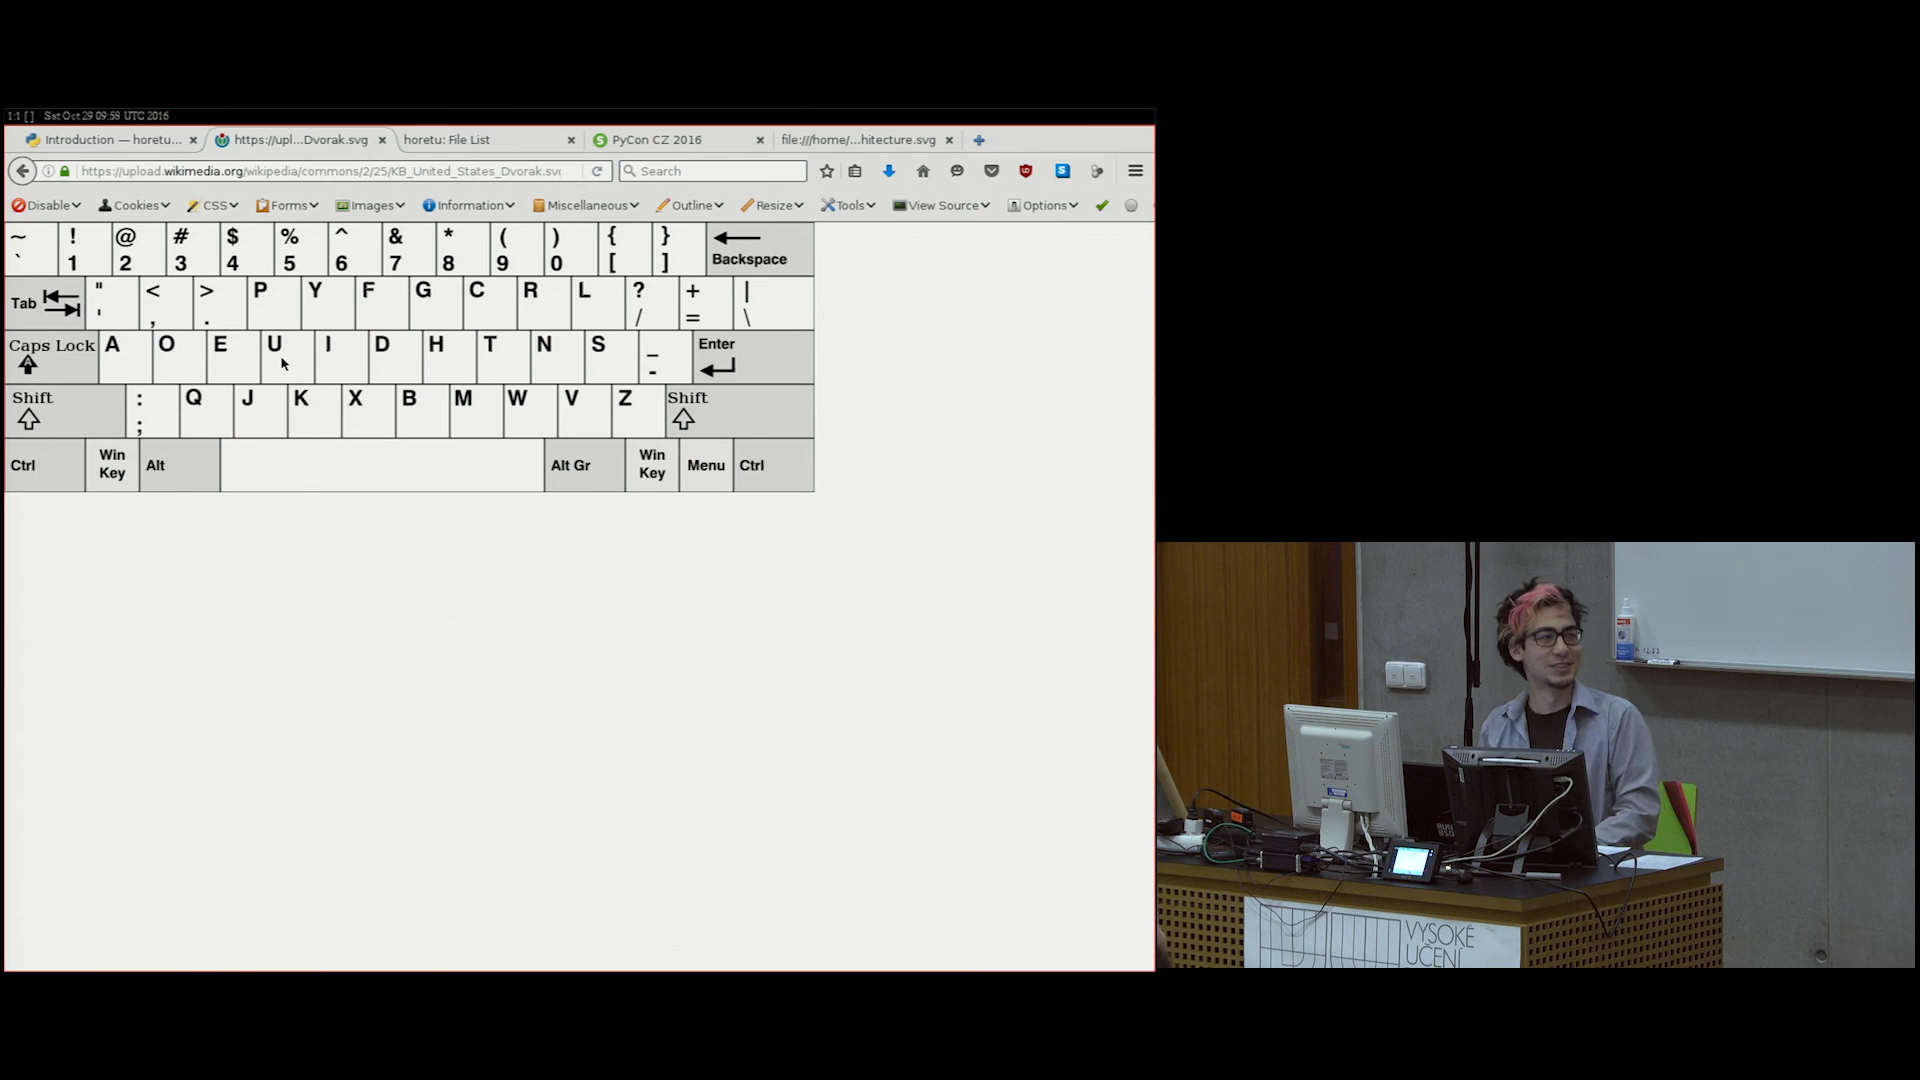 1:1 [ ] Sat Oct 29 09:58 UTC 2016
Introduction — horetu...
https://upl...Dvorak.svg
horetu: File List
PyCon CZ 2016
file:///home/...hitecture.svg
https://upload.wikimedia.org/wikipedia/commons/2/25/KB_United_States_Dvorak.svg
Search
Disable Cookies CSS Forms Images Information Miscellaneous Outline Resize Tools View Source Options
~ ! @ # $ % ^ & * ( ) { }
` 1 2 3 4 5 6 7 8 9 0 [ ] Backspace
Tab " < > P Y F G C R L ? + |
' , . / = \
Caps Lock A O E U I D H T N S _ Enter
-
Shift : Q J K X B M W V Z Shift
;
Ctrl Win Key Alt Alt Gr Win Key Menu Ctrl
VYSOKÉ
UČENÍ